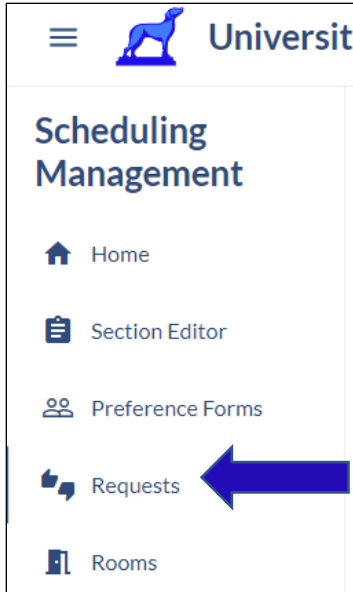 Universit
Scheduling
Management
Home
Section Editor
Preference Forms
Requests
Rooms